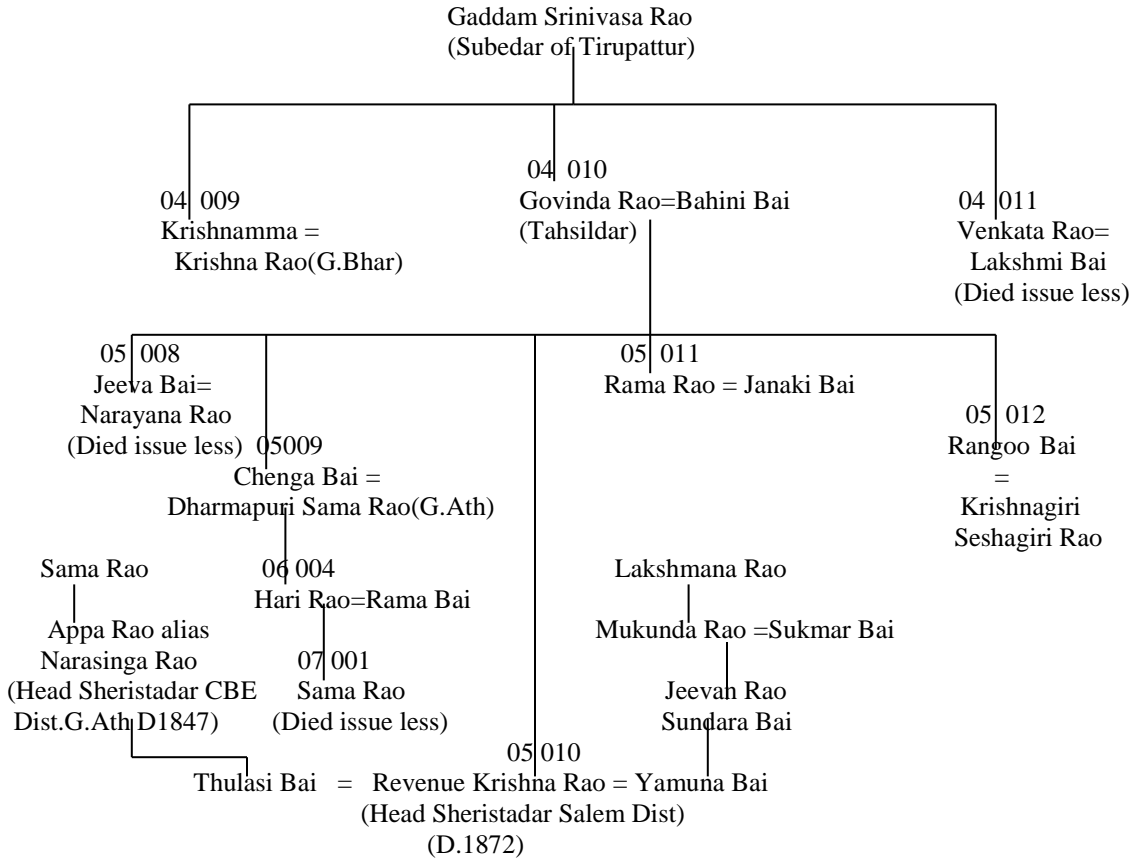 Gaddam Srinivasa Rao
(Subedar of Tirupattur)
04 009
Krishnamma =
Krishna Rao(G.Bhar)
04 010
Govinda Rao=Bahini Bai
(Tahsildar)
04 011
Venkata Rao=
Lakshmi Bai
(Died issue less)
05 008
Jeeva Bai=
Narayana Rao
(Died issue less)
05009
Chenga Bai =
Dharmapuri Sama Rao(G.Ath)
05 011
Rama Rao = Janaki Bai
05 012
Rangoo Bai
=
Krishnagiri
Seshagiri Rao
Sama Rao
Appa Rao alias
Narasinga Rao
(Head Sheristadar CBE
Dist.G.Ath D1847)
06 004
Hari Rao=Rama Bai
07 001
Sama Rao
(Died issue less)
Lakshmana Rao
Mukunda Rao =Sukmar Bai
Jeevan Rao
Sundara Bai
05 010
Thulasi Bai = Revenue Krishna Rao = Yamuna Bai
(Head Sheristadar Salem Dist)
(D.1872)